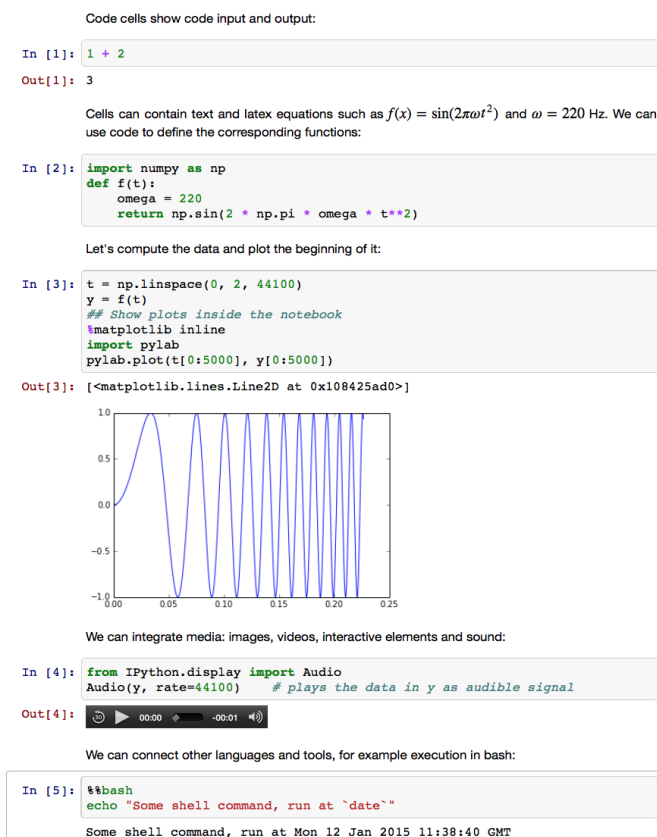 Code cells show code input and output:
In [1]: 1 + 2
Out[1]: 3
Cells can contain text and latex equations such as f(x) = sin(2πωt²) and ω = 220 Hz. We can
use code to define the corresponding functions:
In [2]: import numpy as np
def f(t):
    omega = 220
    return np.sin(2 * np.pi * omega * t**2)
Let's compute the data and plot the beginning of it:
In [3]: t = np.linspace(0, 2, 44100)
y = f(t)
## Show plots inside the notebook
%matplotlib inline
import pylab
pylab.plot(t[0:5000], y[0:5000])
Out[3]: [<matplotlib.lines.Line2D at 0x108425ad0>]
1.0
0.5
0.0
−0.5
−1.0
0.00 0.05 0.10 0.15 0.20 0.25
We can integrate media: images, videos, interactive elements and sound:
In [4]: from IPython.display import Audio
Audio(y, rate=44100)    # plays the data in y as audible signal
Out[4]: 30 00:00 -00:01
We can connect other languages and tools, for example execution in bash:
In [5]: %%bash
echo "Some shell command, run at `date`"
Some shell command, run at Mon 12 Jan 2015 11:38:40 GMT